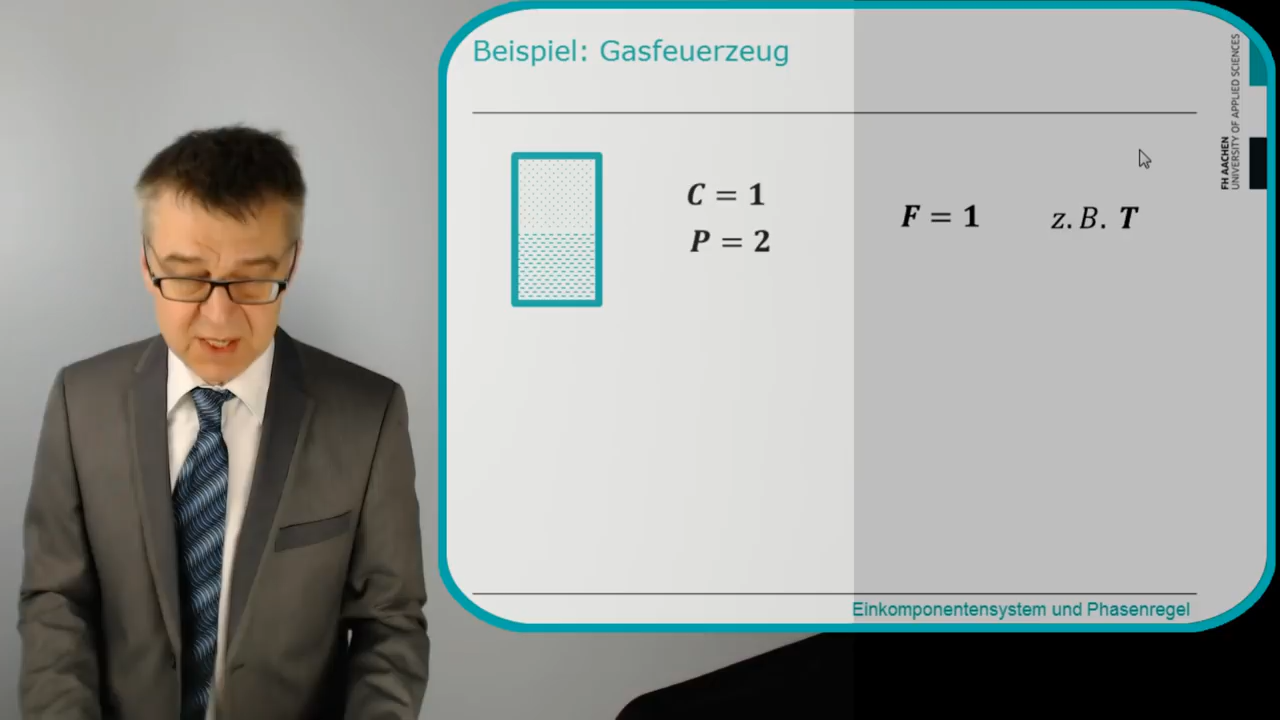 Beispiel: Gasfeuerzeug
C = 1
P = 2
F = 1
z. B. T
FH AACHEN
UNIVERSITY OF APPLIED SCIENCES
Einkomponentensystem und Phasenregel